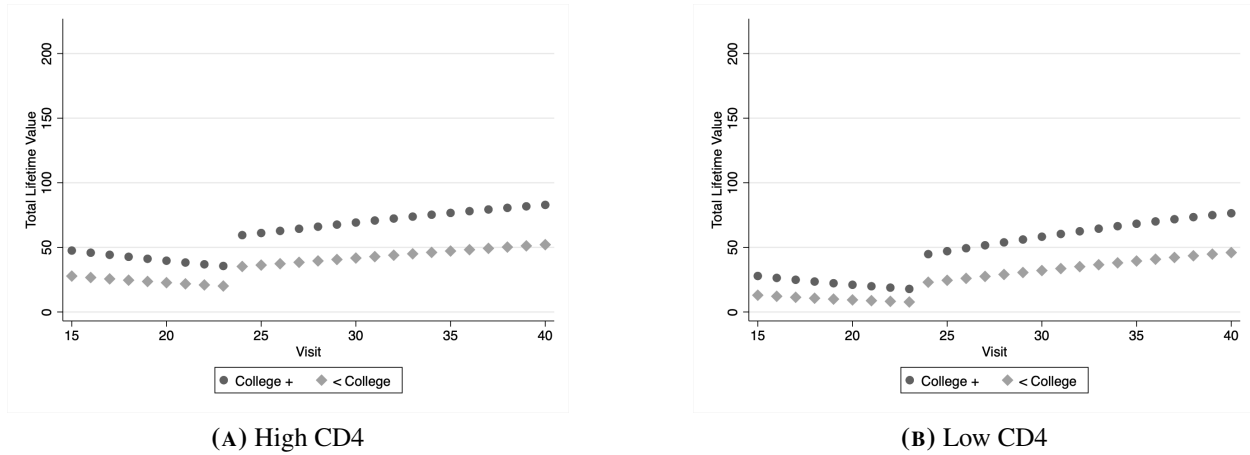 Total Lifetime Value
200
150
100
50
0
15 20 25 30 35 40
Visit
College + < College
(A) High CD4
Total Lifetime Value
200
150
100
50
0
15 20 25 30 35 40
Visit
College + < College
(B) Low CD4